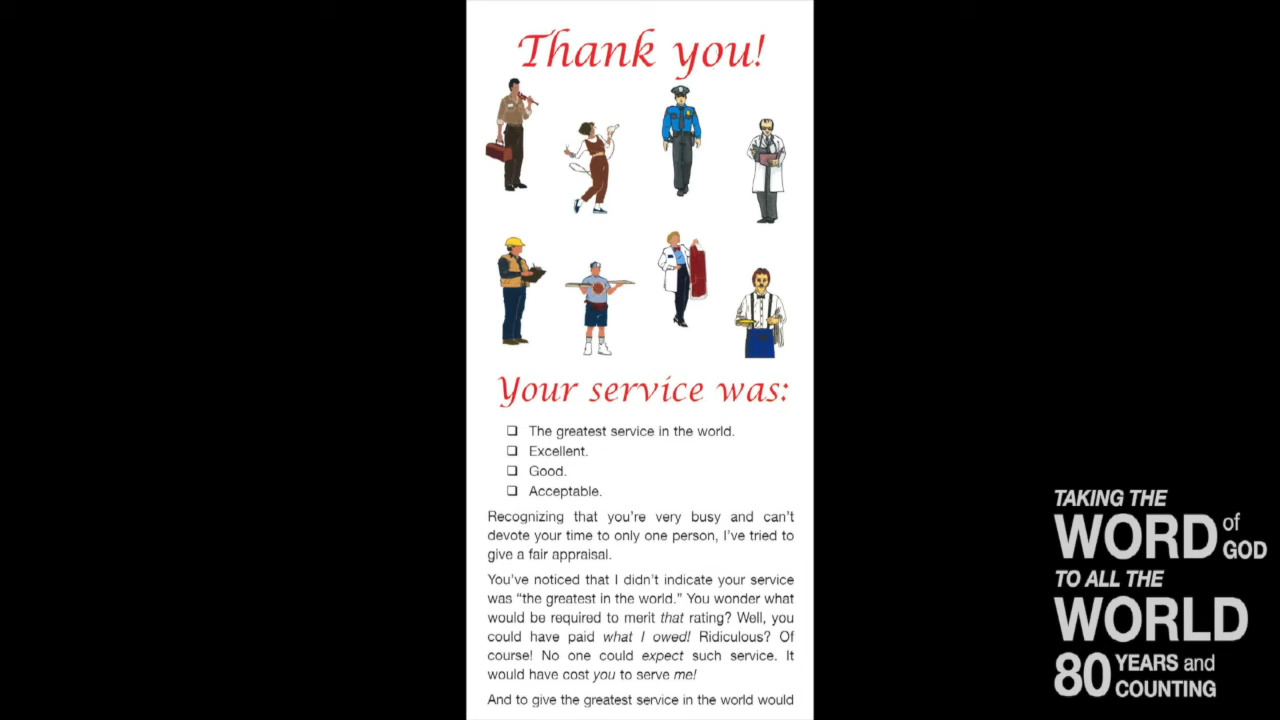 Thank you!
Your service was:
❑ The greatest service in the world.
❑ Excellent.
❑ Good.
❑ Acceptable.
Recognizing that you're very busy and can't
devote your time to only one person, I've tried to
give a fair appraisal.
You've noticed that I didn't indicate your service
was “the greatest in the world.” You wonder what
would be required to merit that rating? Well, you
could have paid what I owed! Ridiculous? Of
course! No one could expect such service. It
would have cost you to serve me!
And to give the greatest service in the world would
TAKING THE
WORD of GOD
TO ALL THE
WORLD
80 YEARS and
COUNTING